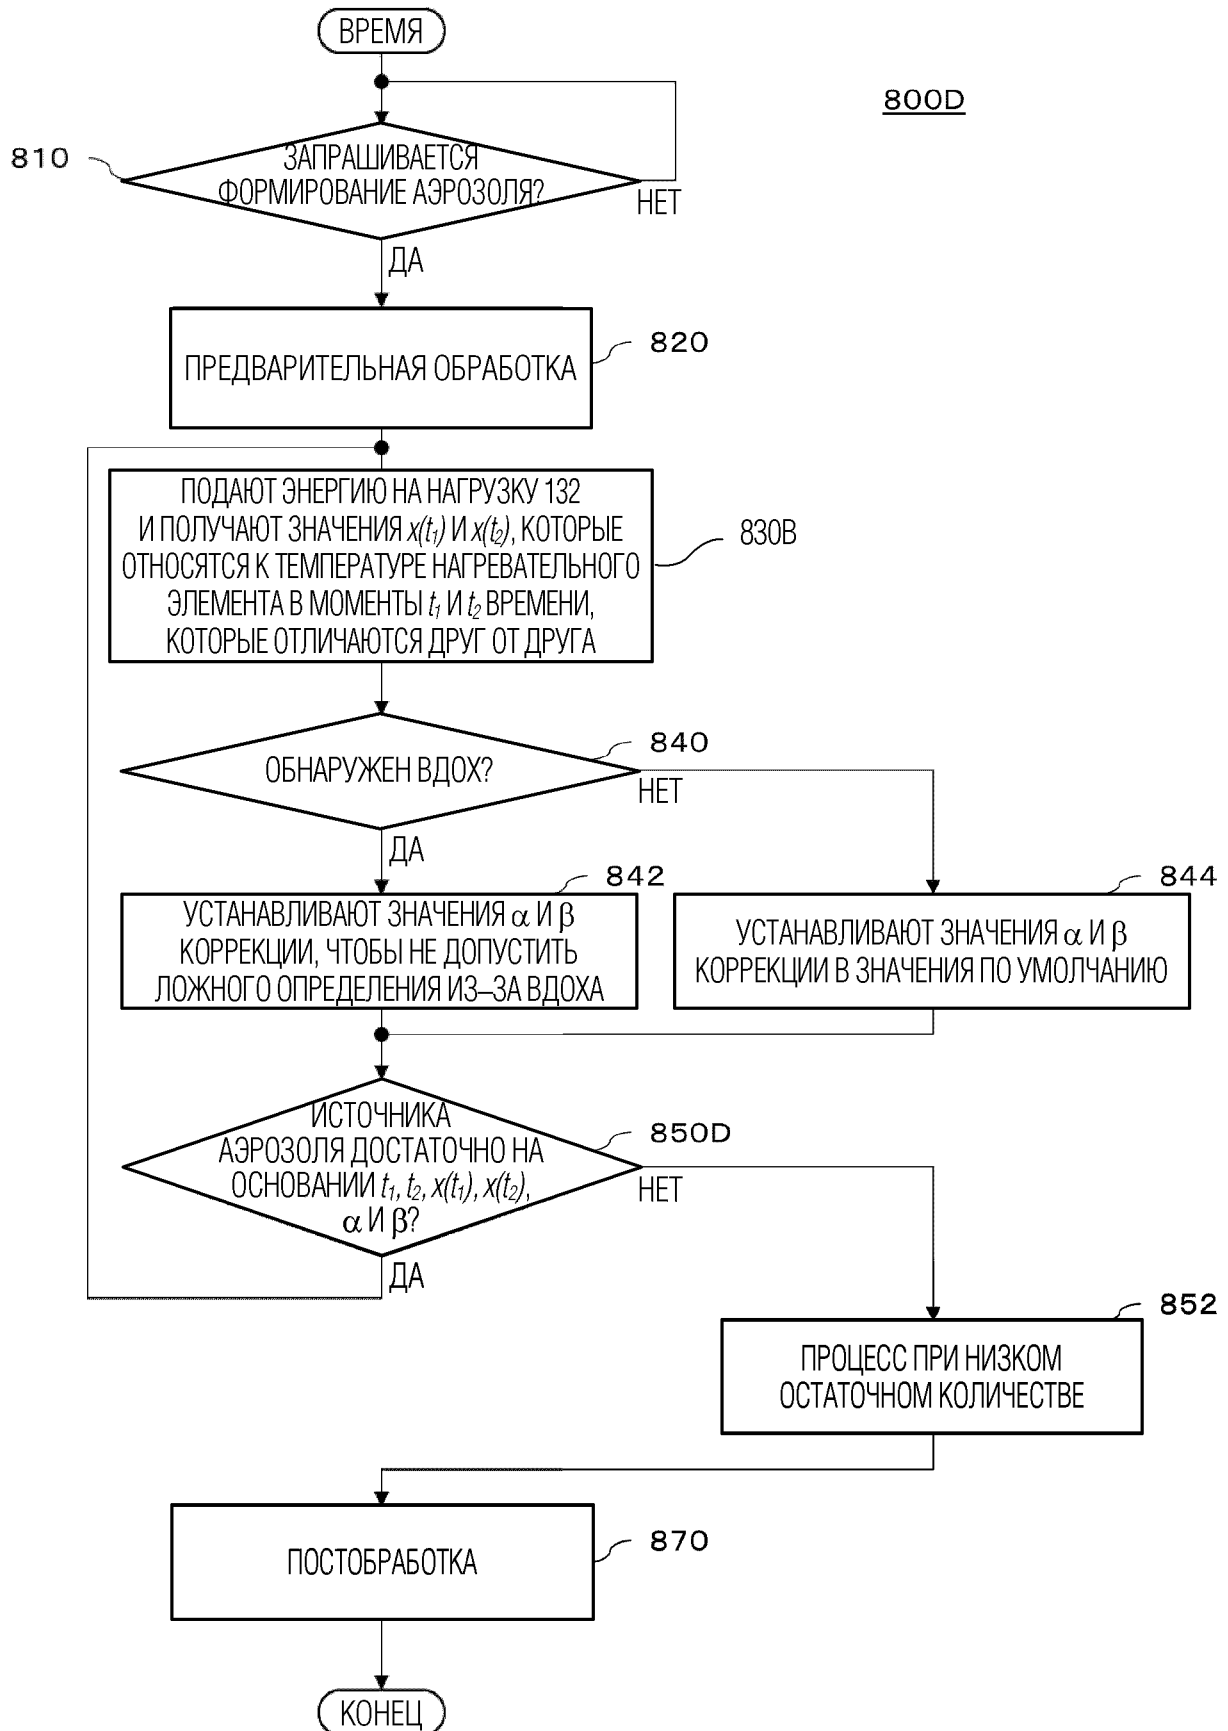 ВРЕМЯ
800D
810
ЗАПРАШИВАЕТСЯ
ФОРМИРОВАНИЕ АЭРОЗОЛЯ?
НЕТ
ДА
820
ПРЕДВАРИТЕЛЬНАЯ ОБРАБОТКА
ПОДАЮТ ЭНЕРГИЮ НА НАГРУЗКУ 132
И ПОЛУЧАЮТ ЗНАЧЕНИЯ x(t₁) И x(t₂), КОТОРЫЕ
ОТНОСЯТСЯ К ТЕМПЕРАТУРЕ НАГРЕВАТЕЛЬНОГО
ЭЛЕМЕНТА В МОМЕНТЫ t₁ И t₂ ВРЕМЕНИ,
КОТОРЫЕ ОТЛИЧАЮТСЯ ДРУГ ОТ ДРУГА
830B
840
ОБНАРУЖЕН ВДОХ?
НЕТ
ДА
842
УСТАНАВЛИВАЮТ ЗНАЧЕНИЯ α И β
КОРРЕКЦИИ, ЧТОБЫ НЕ ДОПУСТИТЬ
ЛОЖНОГО ОПРЕДЕЛЕНИЯ ИЗ–ЗА ВДОХА
844
УСТАНАВЛИВАЮТ ЗНАЧЕНИЯ α И β
КОРРЕКЦИИ В ЗНАЧЕНИЯ ПО УМОЛЧАНИЮ
ИСТОЧНИКА
АЭРОЗОЛЯ ДОСТАТОЧНО НА
ОСНОВАНИИ t₁, t₂, x(t₁), x(t₂),
α И β?
850D
НЕТ
ДА
852
ПРОЦЕСС ПРИ НИЗКОМ
ОСТАТОЧНОМ КОЛИЧЕСТВЕ
870
ПОСТОБРАБОТКА
КОНЕЦ